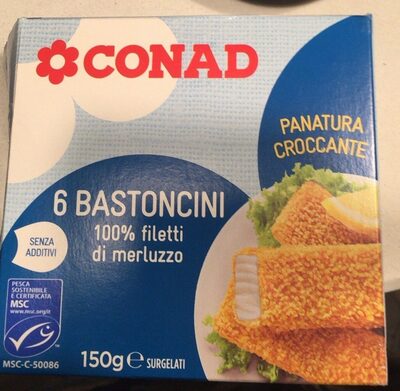 CONAD
PANATURA
CROCCANTE
6 BASTONCINI
100% filetti
di merluzzo
SENZA
ADDITIVI
PESCA
SOSTENIBILE
E CERTIFICATA
MSC
www.msc.org/it
MSC-C-50086
150g e SURGELATI